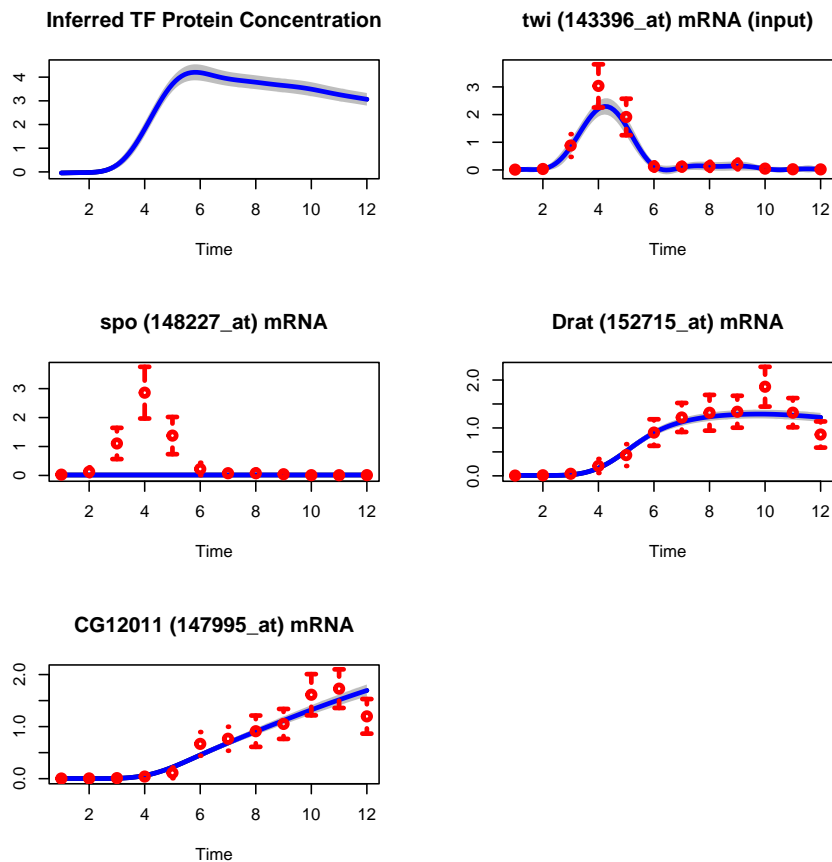 Inferred TF Protein Concentration
0 1 2 3 4
2 4 6 8 10 12
Time
twi (143396_at) mRNA (input)
0 1 2 3
2 4 6 8 10 12
Time
spo (148227_at) mRNA
0 1 2 3
2 4 6 8 10 12
Time
Drat (152715_at) mRNA
0.0 1.0 2.0
2 4 6 8 10 12
Time
CG12011 (147995_at) mRNA
0.0 1.0 2.0
2 4 6 8 10 12
Time